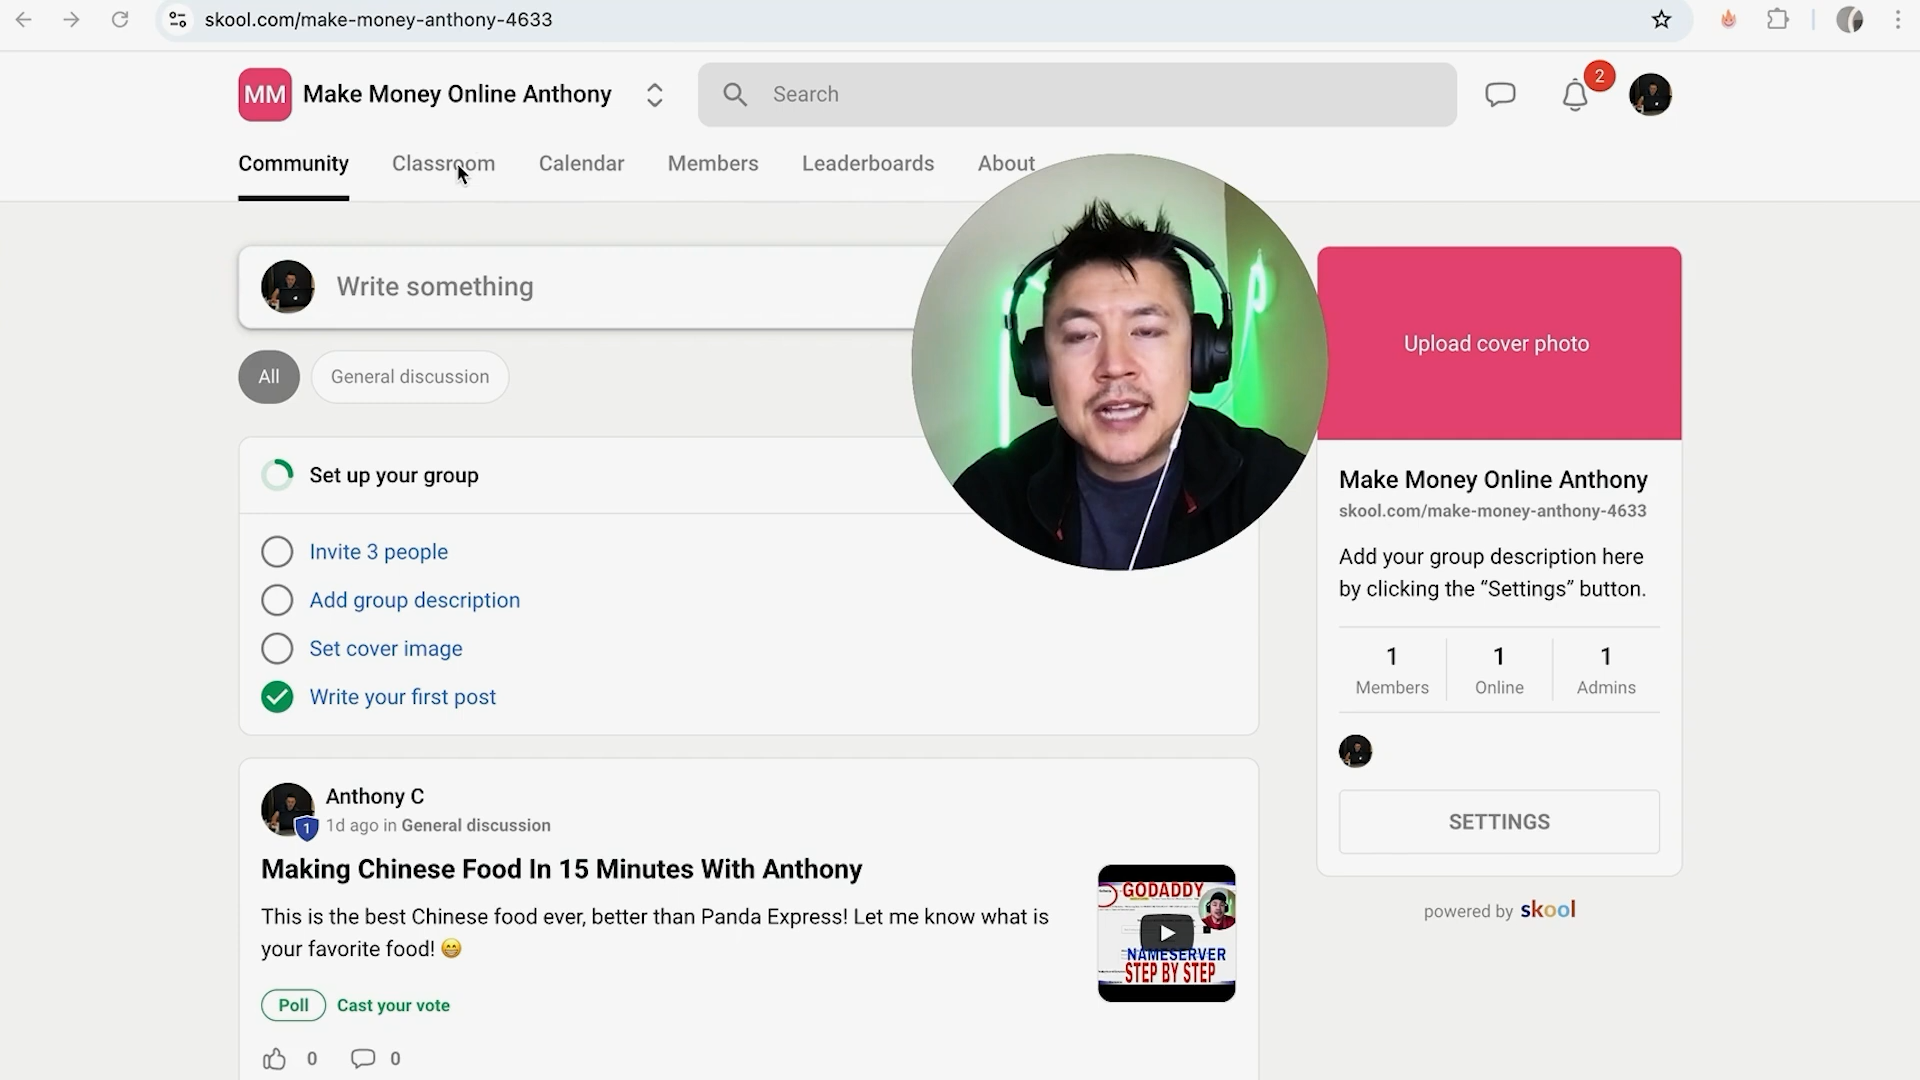 skool.com/make-money-anthony-4633
MM Make Money Online Anthony
Search
2
Community Classroom Calendar Members Leaderboards About
Write something
All General discussion
Set up your group
Invite 3 people
Add group description
Set cover image
Write your first post
Anthony C
1 1d ago in General discussion
Making Chinese Food In 15 Minutes With Anthony
This is the best Chinese food ever, better than Panda Express! Let me know what is
your favorite food! 😁
Poll Cast your vote
0 0
GODADDY
NAMESERVER
STEP BY STEP
Upload cover photo
Make Money Online Anthony
skool.com/make-money-anthony-4633
Add your group description here
by clicking the “Settings” button.
1 1 1
Members Online Admins
SETTINGS
powered by skool